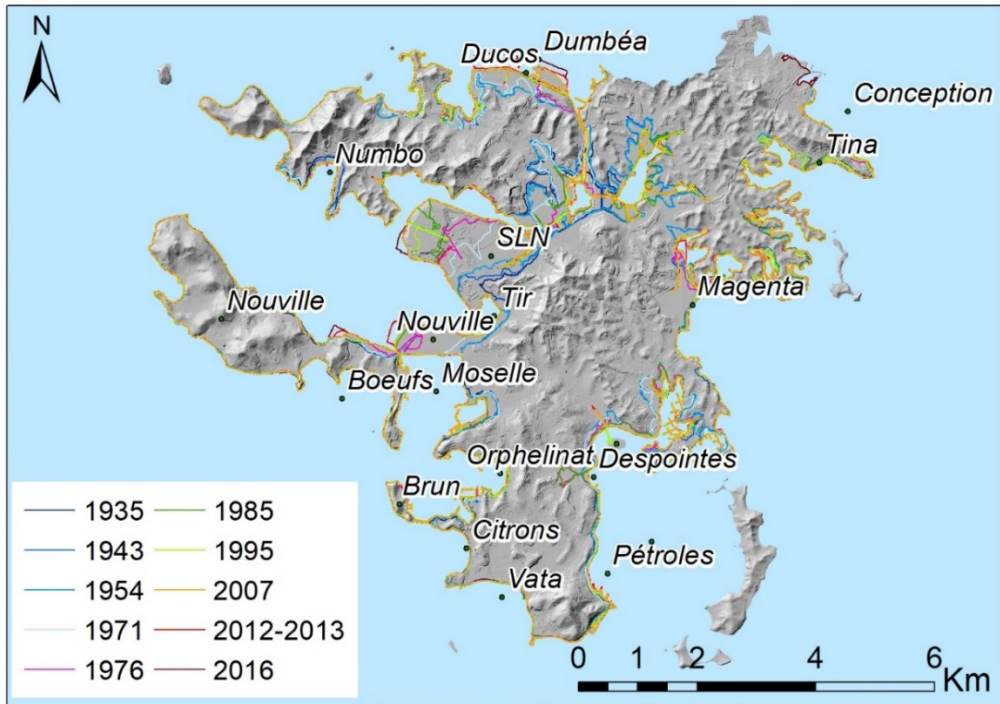 N
Dumbéa
Ducos
Conception
Tina
Numbo
SLN
Magenta
Tir
Nouville
Nouville
Boeufs
Moselle
Orphelinat
Despointes
Brun
Citrons
Pétroles
Vata
1935
1943
1954
1971
1976
1985
1995
2007
2012-2013
2016
0 1 2 4 6
Km